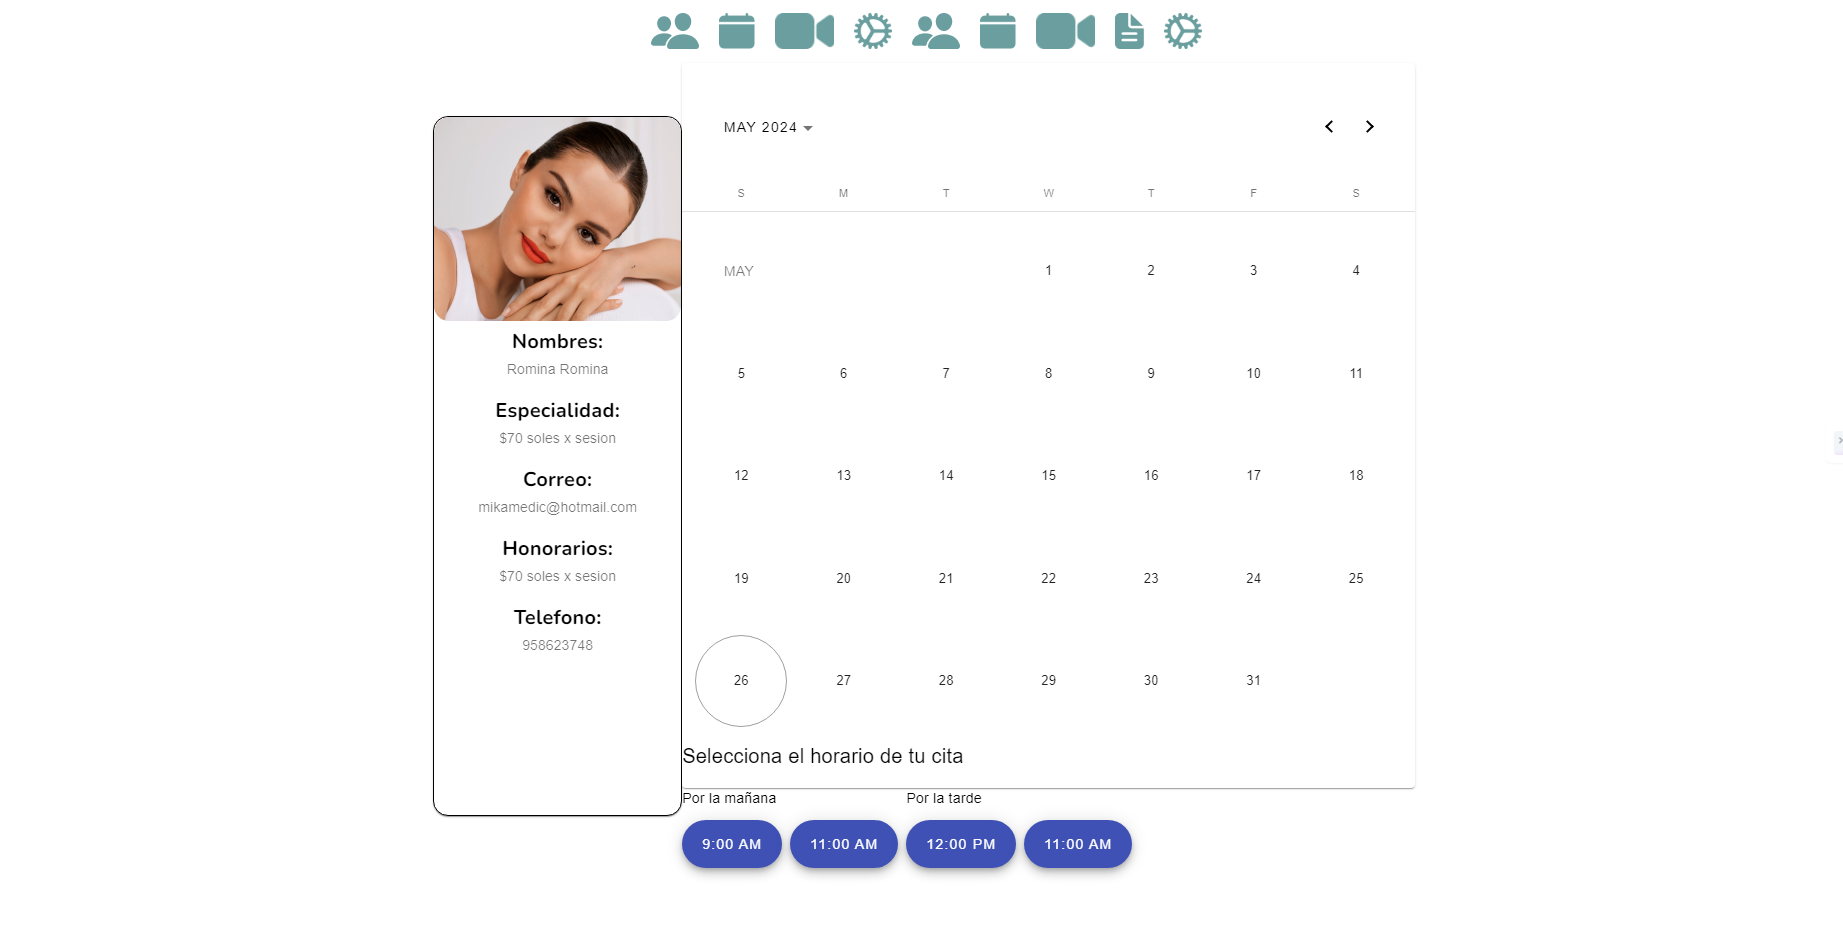 MAY 2024
S M T W T F S
MAY 1 2 3 4
5 6 7 8 9 10 11
12 13 14 15 16 17 18
19 20 21 22 23 24 25
26 27 28 29 30 31
Nombres:
Romina Romina
Especialidad:
$70 soles x sesion
Correo:
mikamedic@hotmail.com
Honorarios:
$70 soles x sesion
Telefono:
958623748
Selecciona el horario de tu cita
Por la mañana Por la tarde
9:00 AM 11:00 AM 12:00 PM 11:00 AM